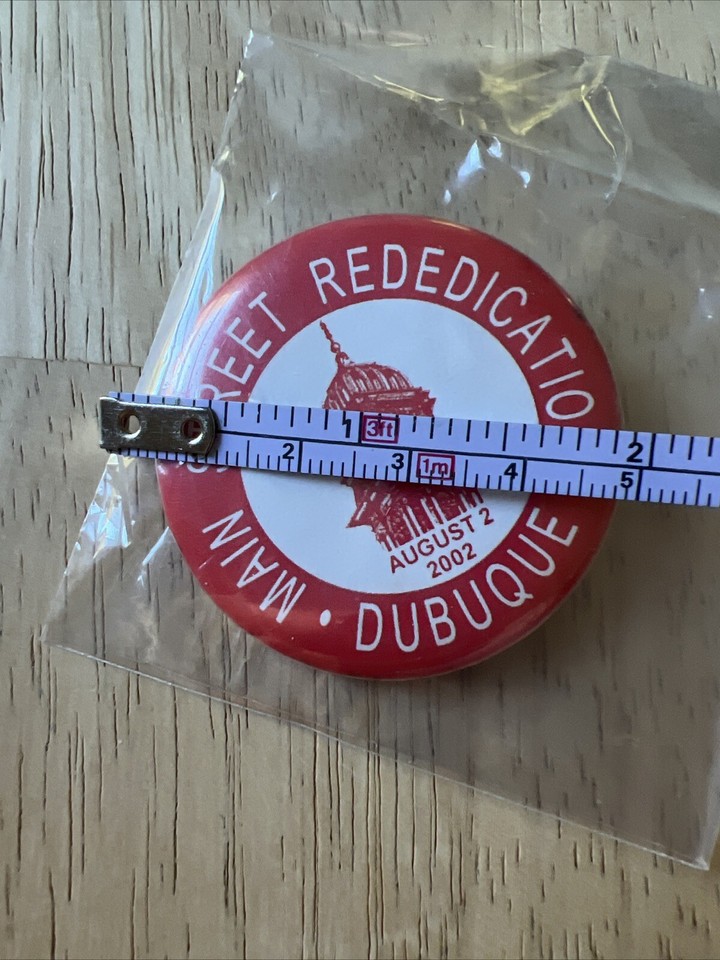 REET REDEDICATIO
MAIN • DUBUQUE
AUGUST 2
2002
1 3ft 2
2 3 1m 4 5